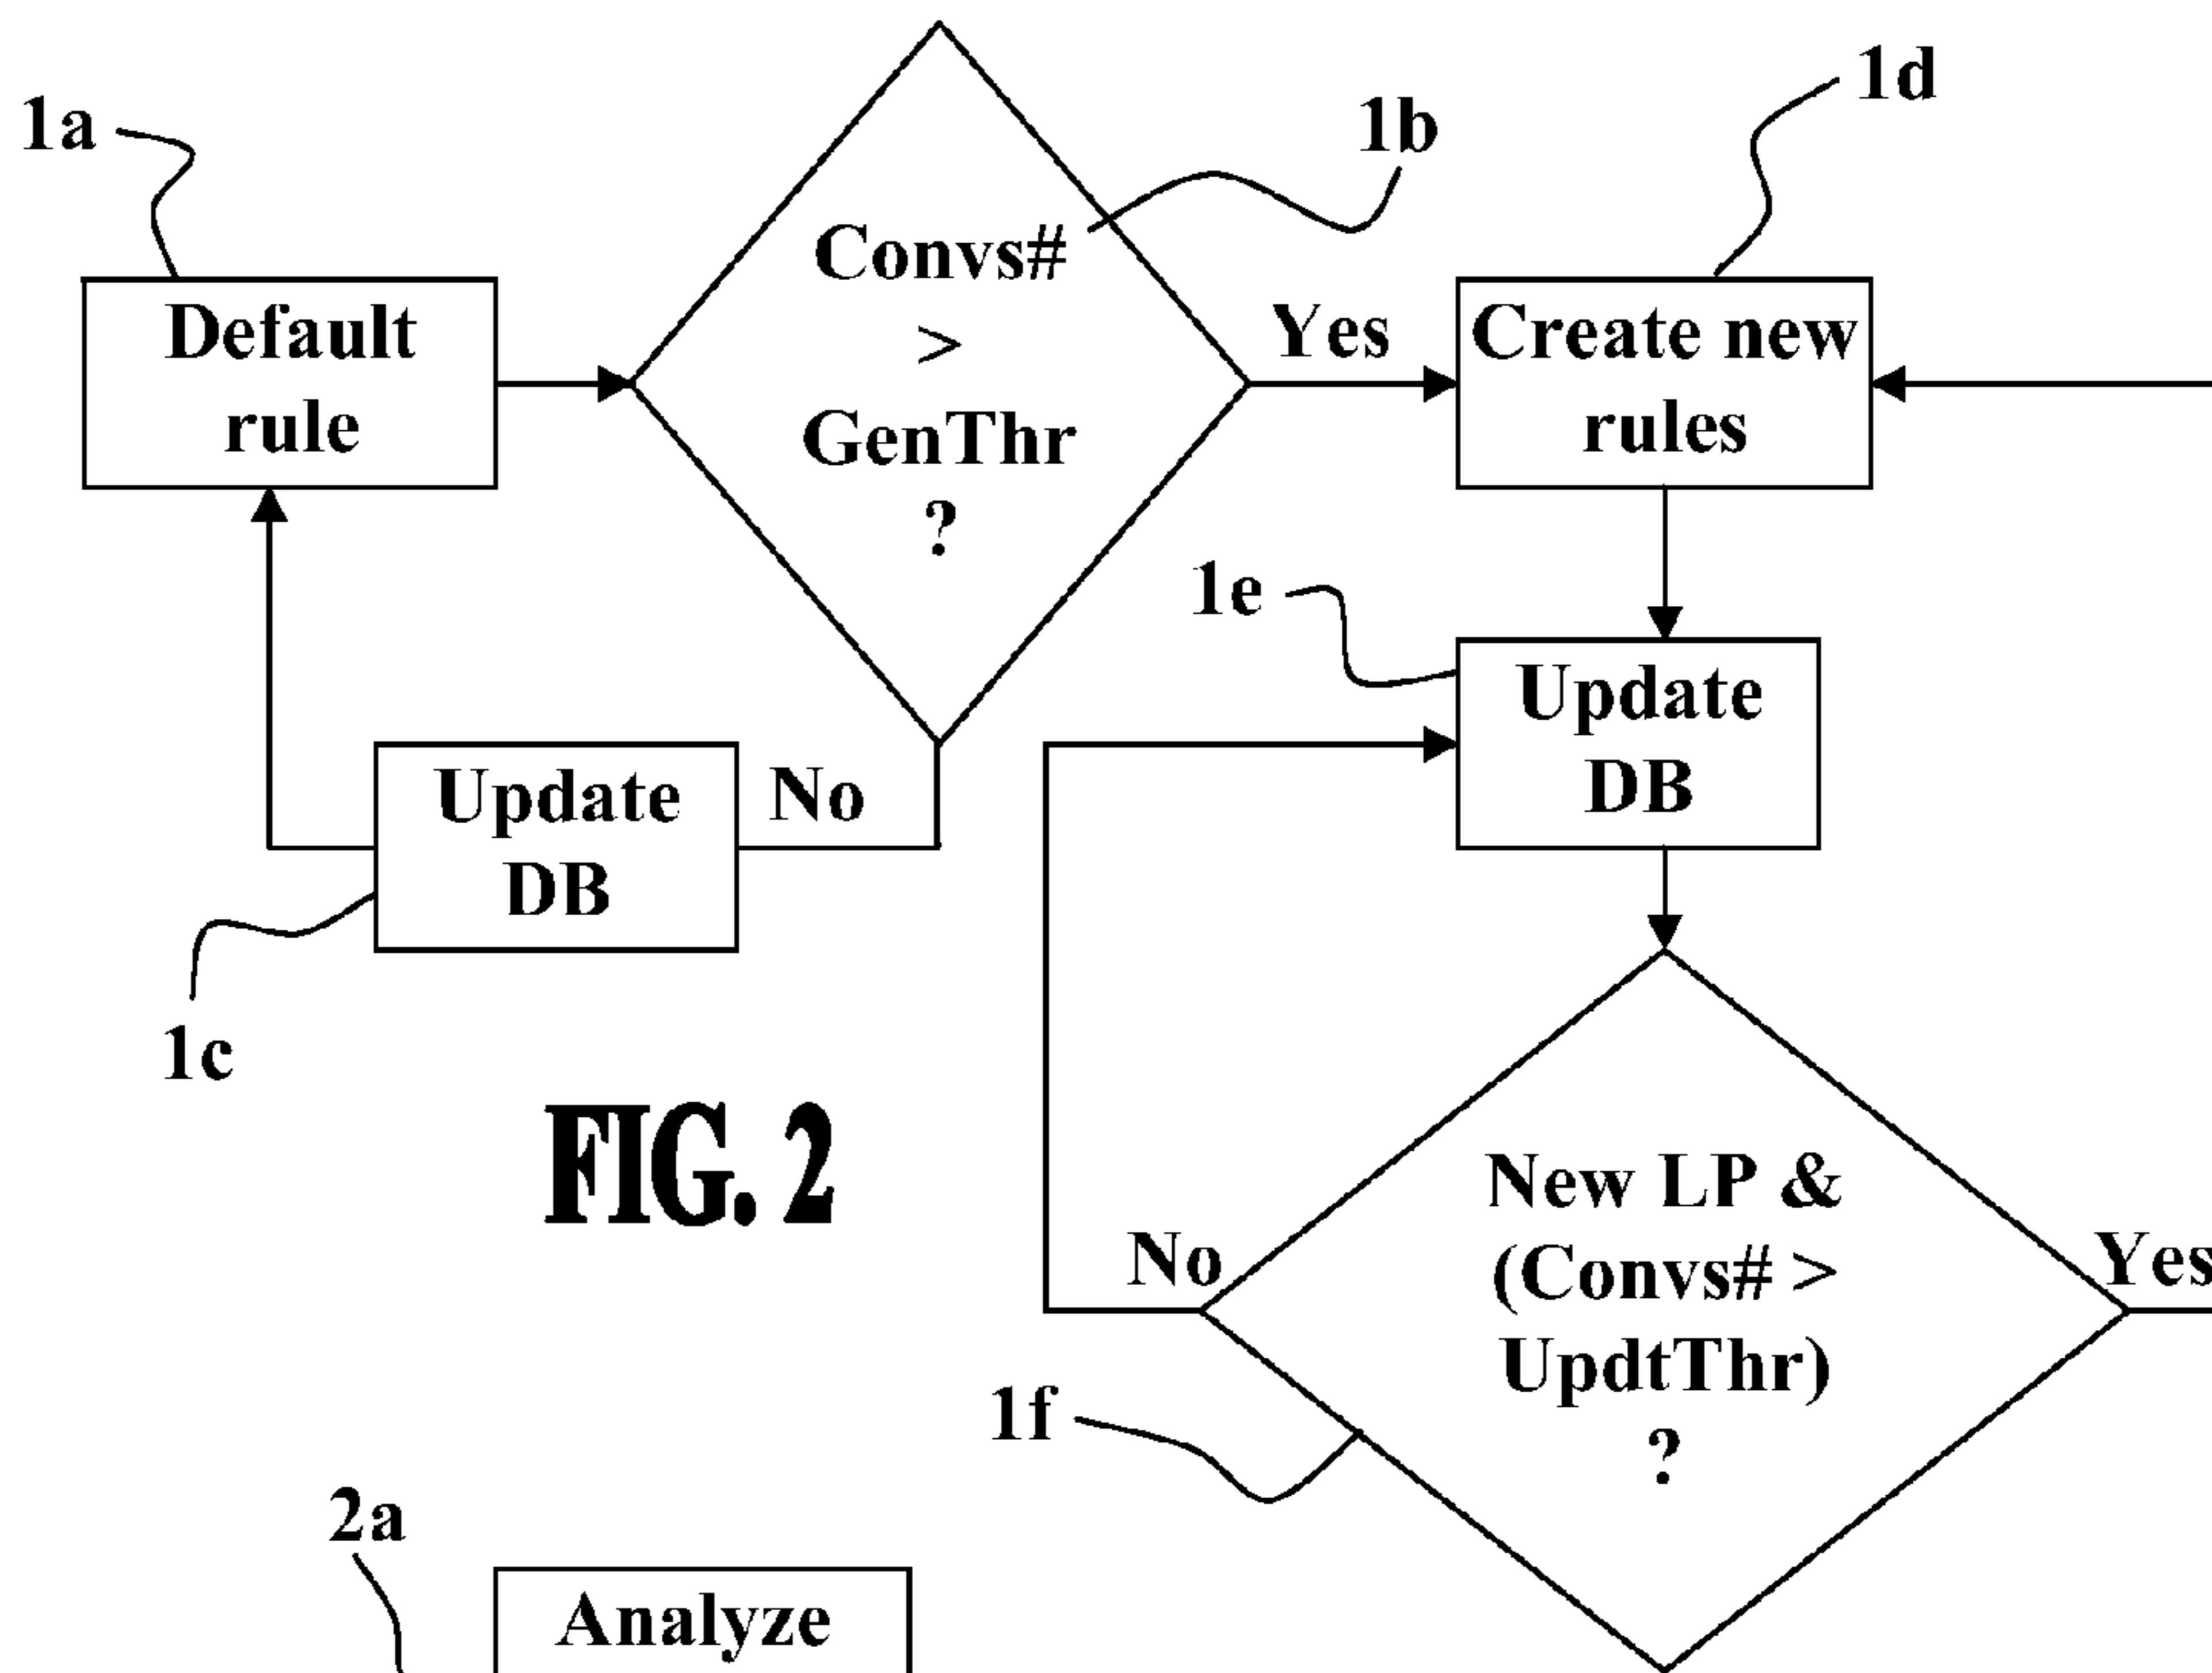 1a
1b
1d
Default
rule
Convs#
>
GenThr
?
Yes
Create new
rules
1e
Update
DB
No
Update
DB
1c
FIG. 2
New LP &
(Convs# >
UpdtThr)
?
No
Yes
1f
2a
Analyze